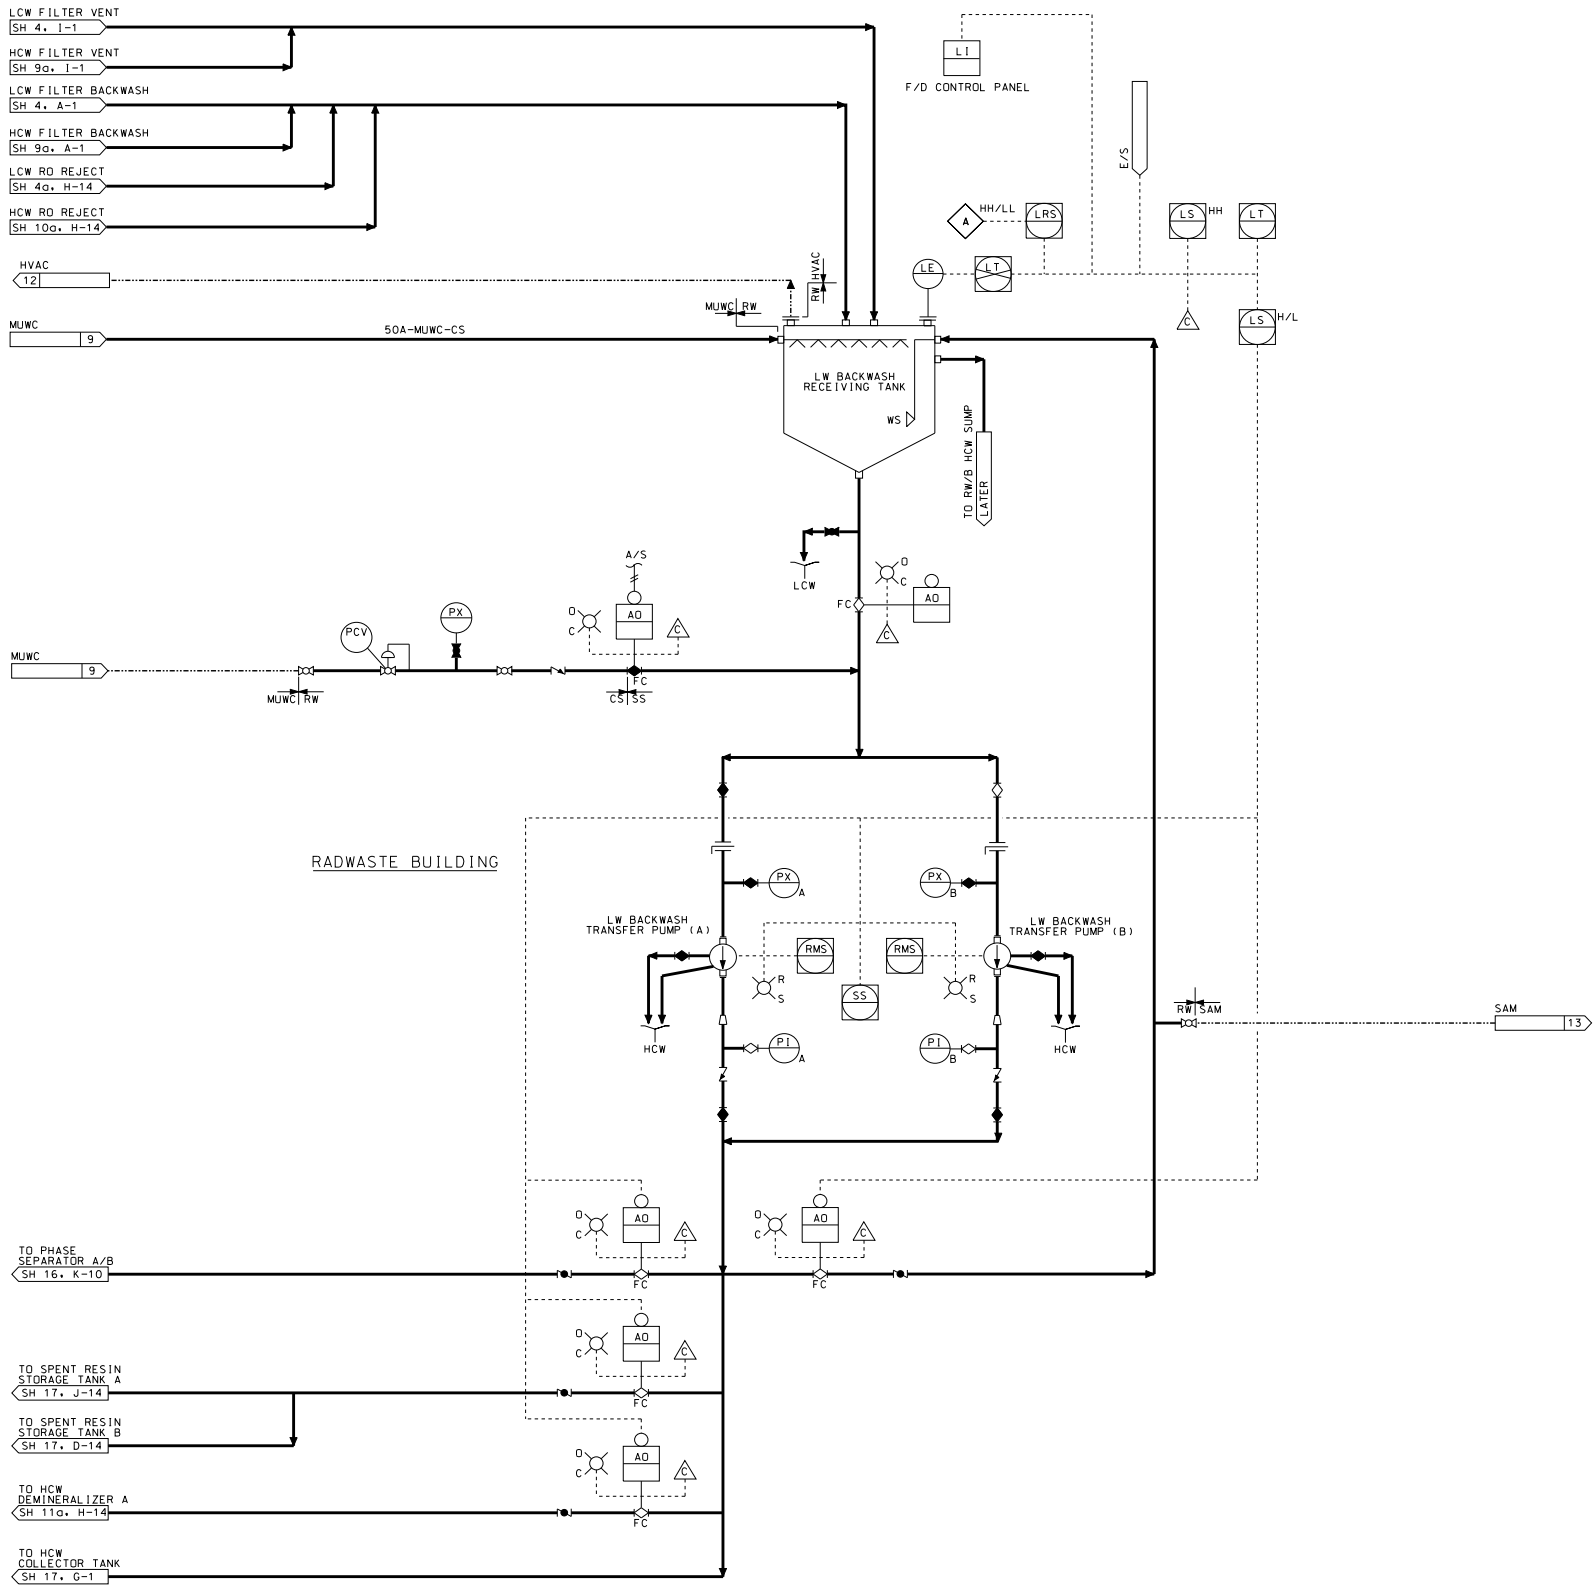 LCW FILTER VENT
SH 4, I-1
HCW FILTER VENT
SH 9a, I-1
LCW FILTER BACKWASH
SH 4, A-1
HCW FILTER BACKWASH
SH 9a, A-1
LCW RO REJECT
SH 4a, H-14
HCW RO REJECT
SH 10a, H-14
HVAC
12
MUWC
9
50A-MUWC-CS
LI
F/D CONTROL PANEL
E/S
A
HH/LL
LRS
LS
HH
LT
LE
LT
C
LS
H/L
RW
HVAC
MUWC
RW
LW BACKWASH
RECEIVING TANK
WS
TO RW/B HCW SUMP
LATER
LCW
O
C
AO
FC
C
A/S
AO
O
C
C
FC
PX
PCV
MUWC
9
MUWC
RW
CS
SS
RADWASTE BUILDING
PX
A
PX
B
LW BACKWASH
TRANSFER PUMP (A)
LW BACKWASH
TRANSFER PUMP (B)
RMS
RMS
R
S
R
S
SS
HCW
HCW
PI
A
PI
B
RW
SAM
SAM
13
AO
O
C
C
FC
AO
O
C
C
FC
TO PHASE
SEPARATOR A/B
SH 16, K-10
AO
O
C
C
FC
TO SPENT RESIN
STORAGE TANK A
SH 17, J-14
TO SPENT RESIN
STORAGE TANK B
SH 17, D-14
AO
O
C
C
FC
TO HCW
DEMINERALIZER A
SH 11a, H-14
TO HCW
COLLECTOR TANK
SH 17, G-1